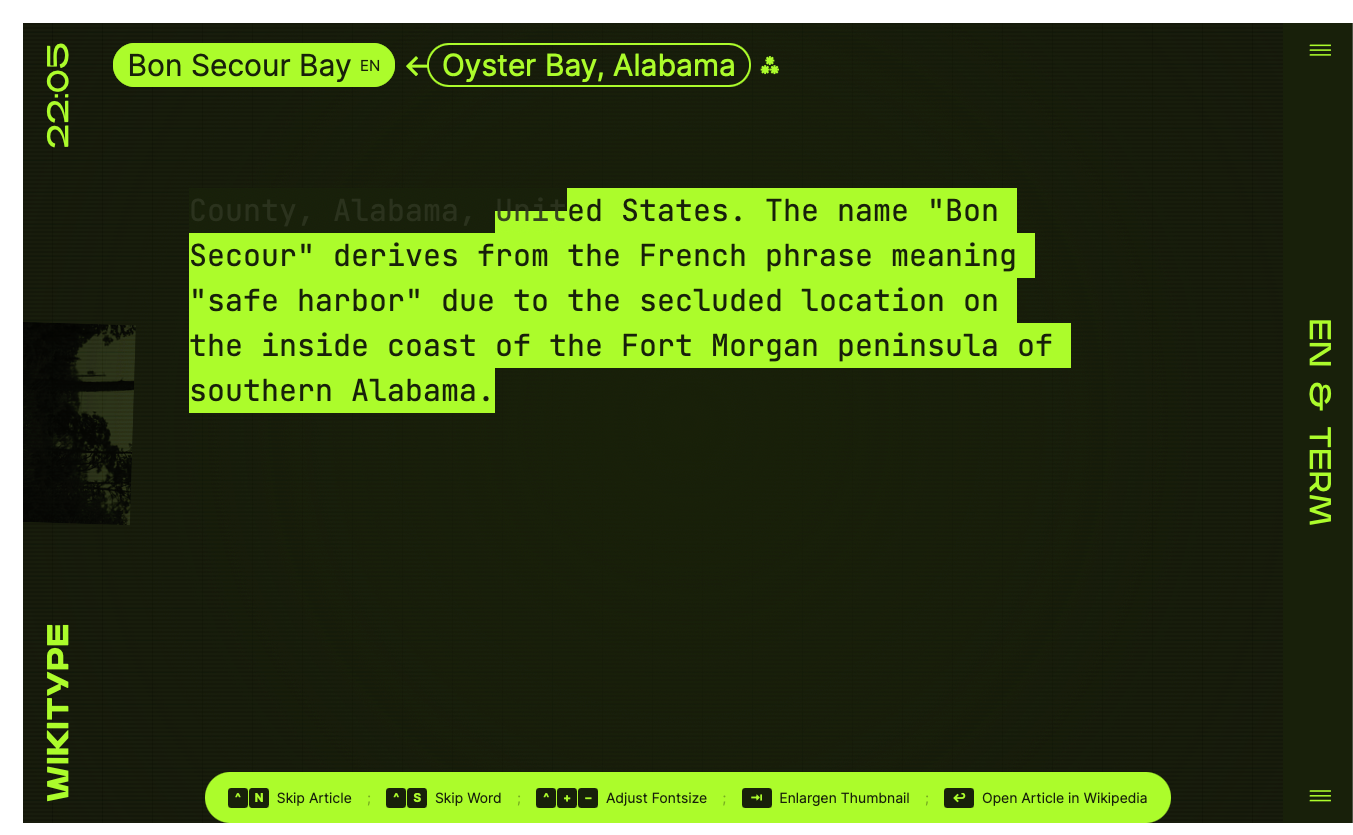 22:05
Bon Secour Bay EN
Oyster Bay, Alabama
County, Alabama, United States. The name "Bon
Secour" derives from the French phrase meaning
"safe harbor" due to the secluded location on
the inside coast of the Fort Morgan peninsula of
southern Alabama.
EN & TERM
WIKITYPE
^ N Skip Article ; ^ S Skip Word ; ^ + − Adjust Fontsize ; ⇥ Enlargen Thumbnail ; ↩ Open Article in Wikipedia